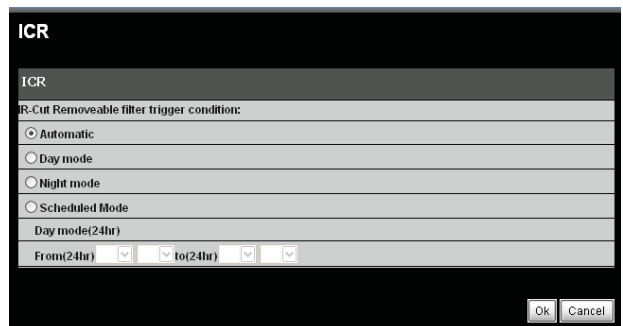 ICR
ICR
IR-Cut Removeable filter trigger condition:
Automatic
Day mode
Night mode
Scheduled Mode
Day mode(24hr)
From(24hr) to(24hr)
Ok Cancel